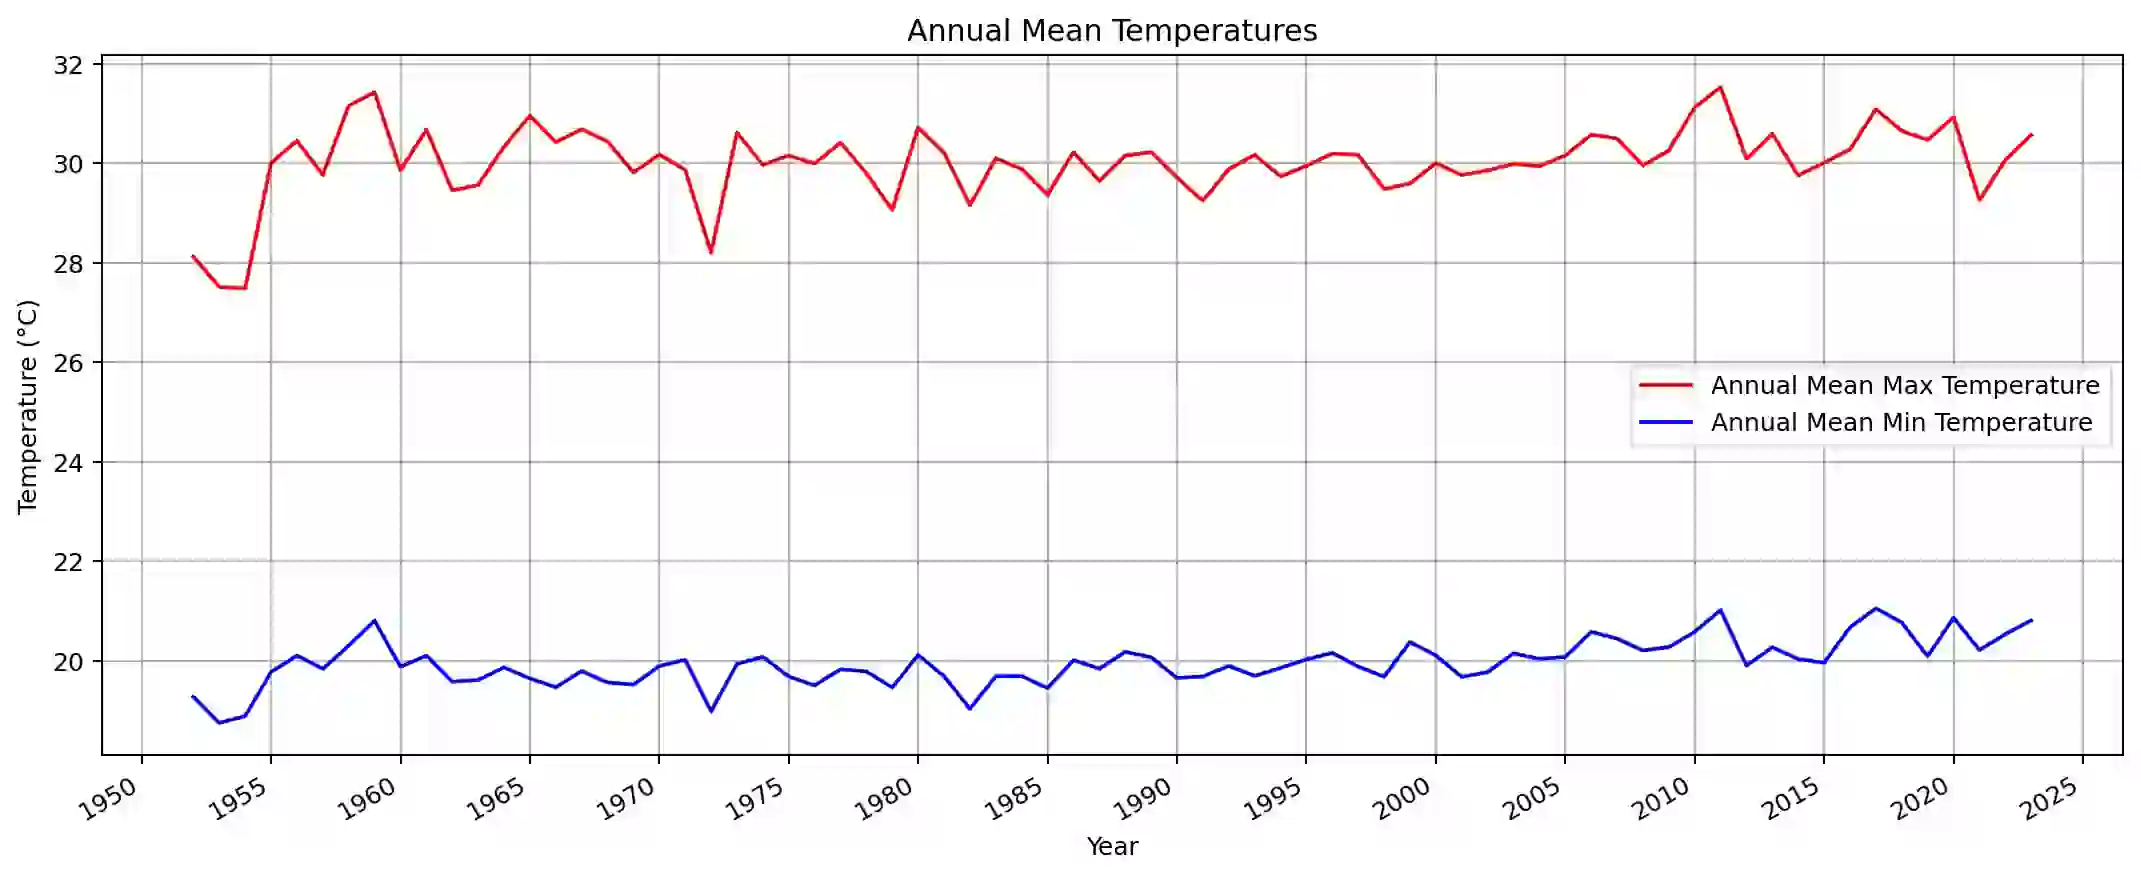 Annual Mean Temperatures
32
30
28
26
24
22
20
Temperature (°C)
Annual Mean Max Temperature
Annual Mean Min Temperature
1950 1955 1960 1965 1970 1975 1980 1985 1990 1995 2000 2005 2010 2015 2020 2025
Year